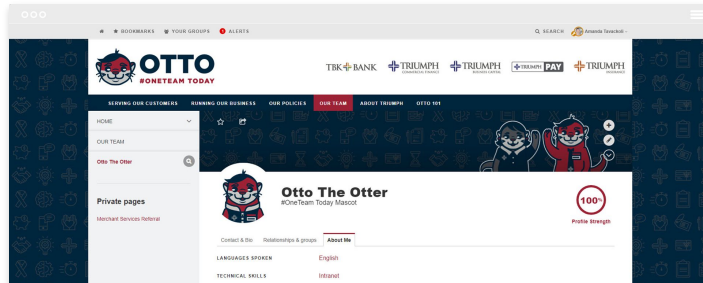 BOOKMARKS YOUR GROUPS ALERTS SEARCH Amanda Tavackoli
OTTO
#ONETEAM TODAY
TBK BANK TRIUMPH COMMERCIAL FINANCE TRIUMPH BUSINESS CAPITAL TRIUMPH PAY TRIUMPH INSURANCE
SERVING OUR CUSTOMERS RUNNING OUR BUSINESS OUR POLICIES OUR TEAM ABOUT TRIUMPH OTTO 101
HOME
OUR TEAM
Otto The Otter
Private pages
Merchant Services Referral
Otto The Otter
#OneTeam Today Mascot
100%
Profile Strength
Contact & Bio Relationships & groups About Me
LANGUAGES SPOKEN English
TECHNICAL SKILLS Intranet